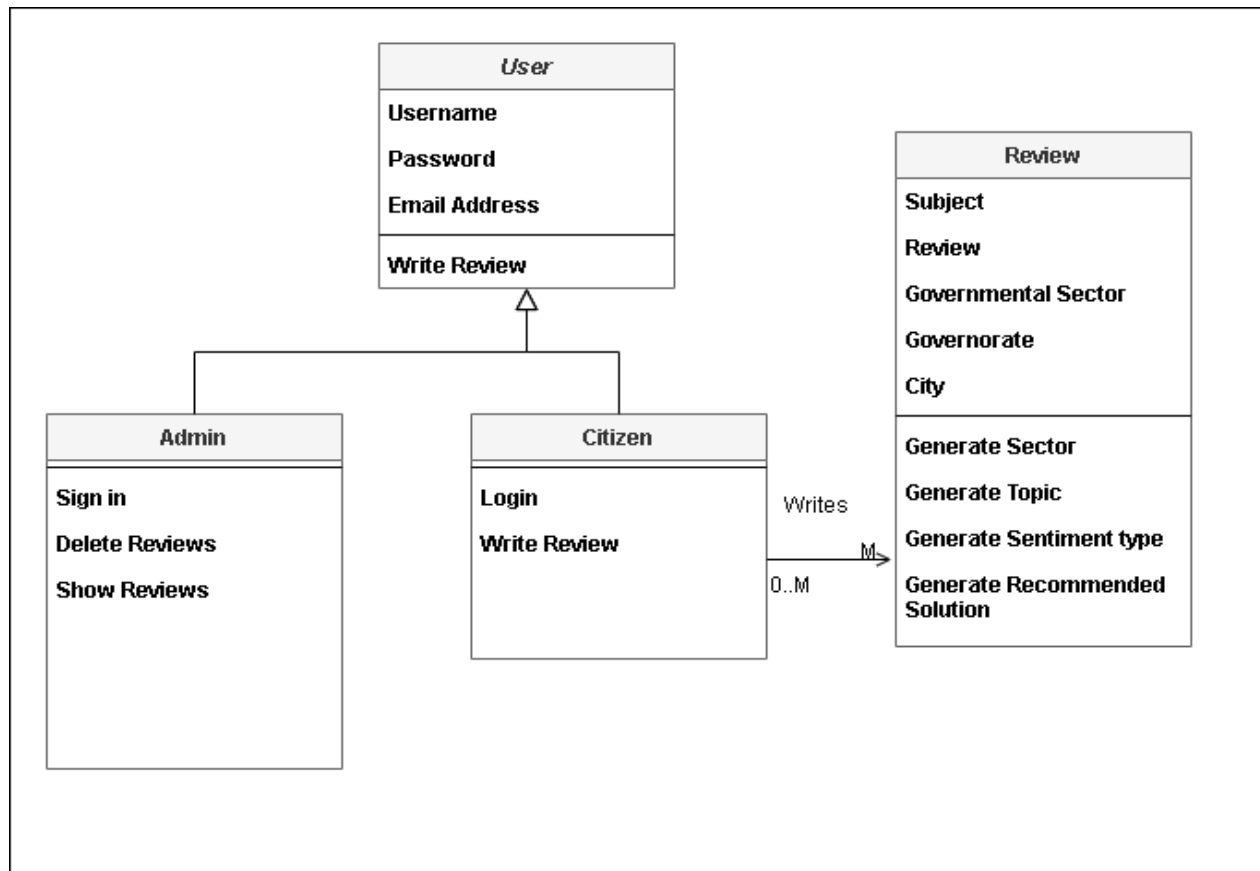 User
Username
Password
Email Address
Write Review
Review
Subject
Review
Governmental Sector
Governorate
City
Generate Sector
Generate Topic
Generate Sentiment type
Generate Recommended
Solution
Admin
Sign in
Delete Reviews
Show Reviews
Citizen
Login
Write Review
Writes
M
0..M